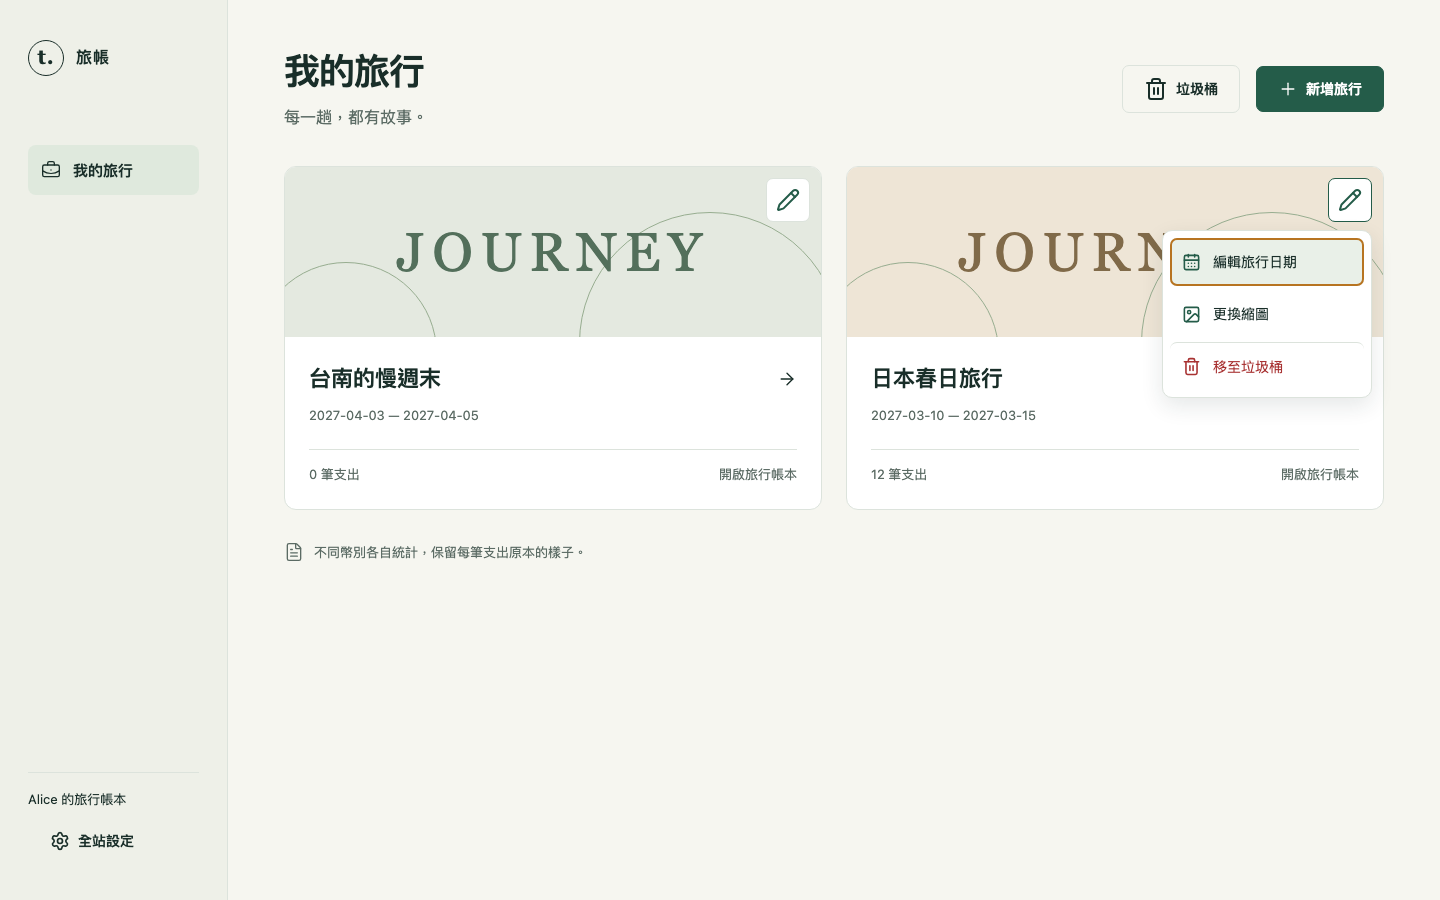 t. 旅帳
我的旅行
Alice 的旅行帳本
全站設定
我的旅行
每一趟，都有故事。
垃圾桶
新增旅行
JOURNEY
台南的慢週末
2027-04-03 — 2027-04-05
0 筆支出
開啟旅行帳本
JOURN
編輯旅行日期
更換縮圖
移至垃圾桶
日本春日旅行
2027-03-10 — 2027-03-15
12 筆支出
開啟旅行帳本
不同幣別各自統計，保留每筆支出原本的樣子。